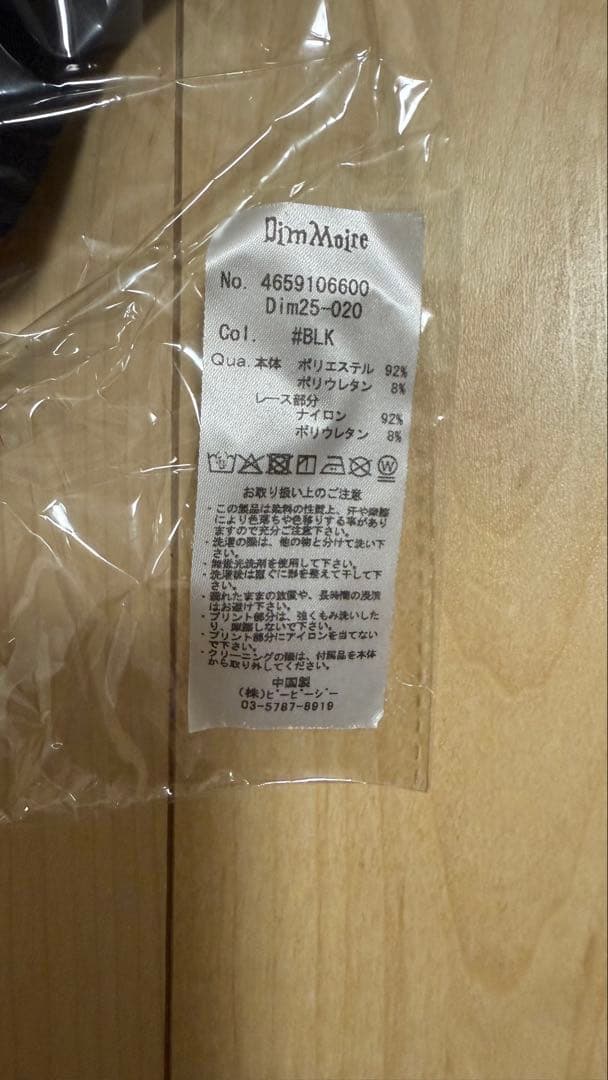 DimMoire
No. 4659106600
Dim25-020
Col. #BLK
Qua. 本体 ポリエステル 92%
ポリウレタン 8%
レース部分
ナイロン 92%
ポリウレタン 8%
W
お取り扱い上のご注意
・この製品は染料の性質上、汗や摩擦
により色落ちや色移りする事があり
ますので充分ご注意下さい。
・洗濯の際は、他の物と分けて洗い下
さい。
・無蛍光洗剤を使用して下さい。
・洗濯後は直ぐに形を整えて干して下
さい。
・濡れたままの放置や、長時間の浸漬
はお避け下さい。
・プリント部分は、強くもみ洗いした
り、摩擦しないで下さい。
・プリント部分にアイロンを当てない
で下さい。
・クリーニングの際は、付属品を本体
から取り外してください。
中国製
(株)ビーピージー
03-5787-8919